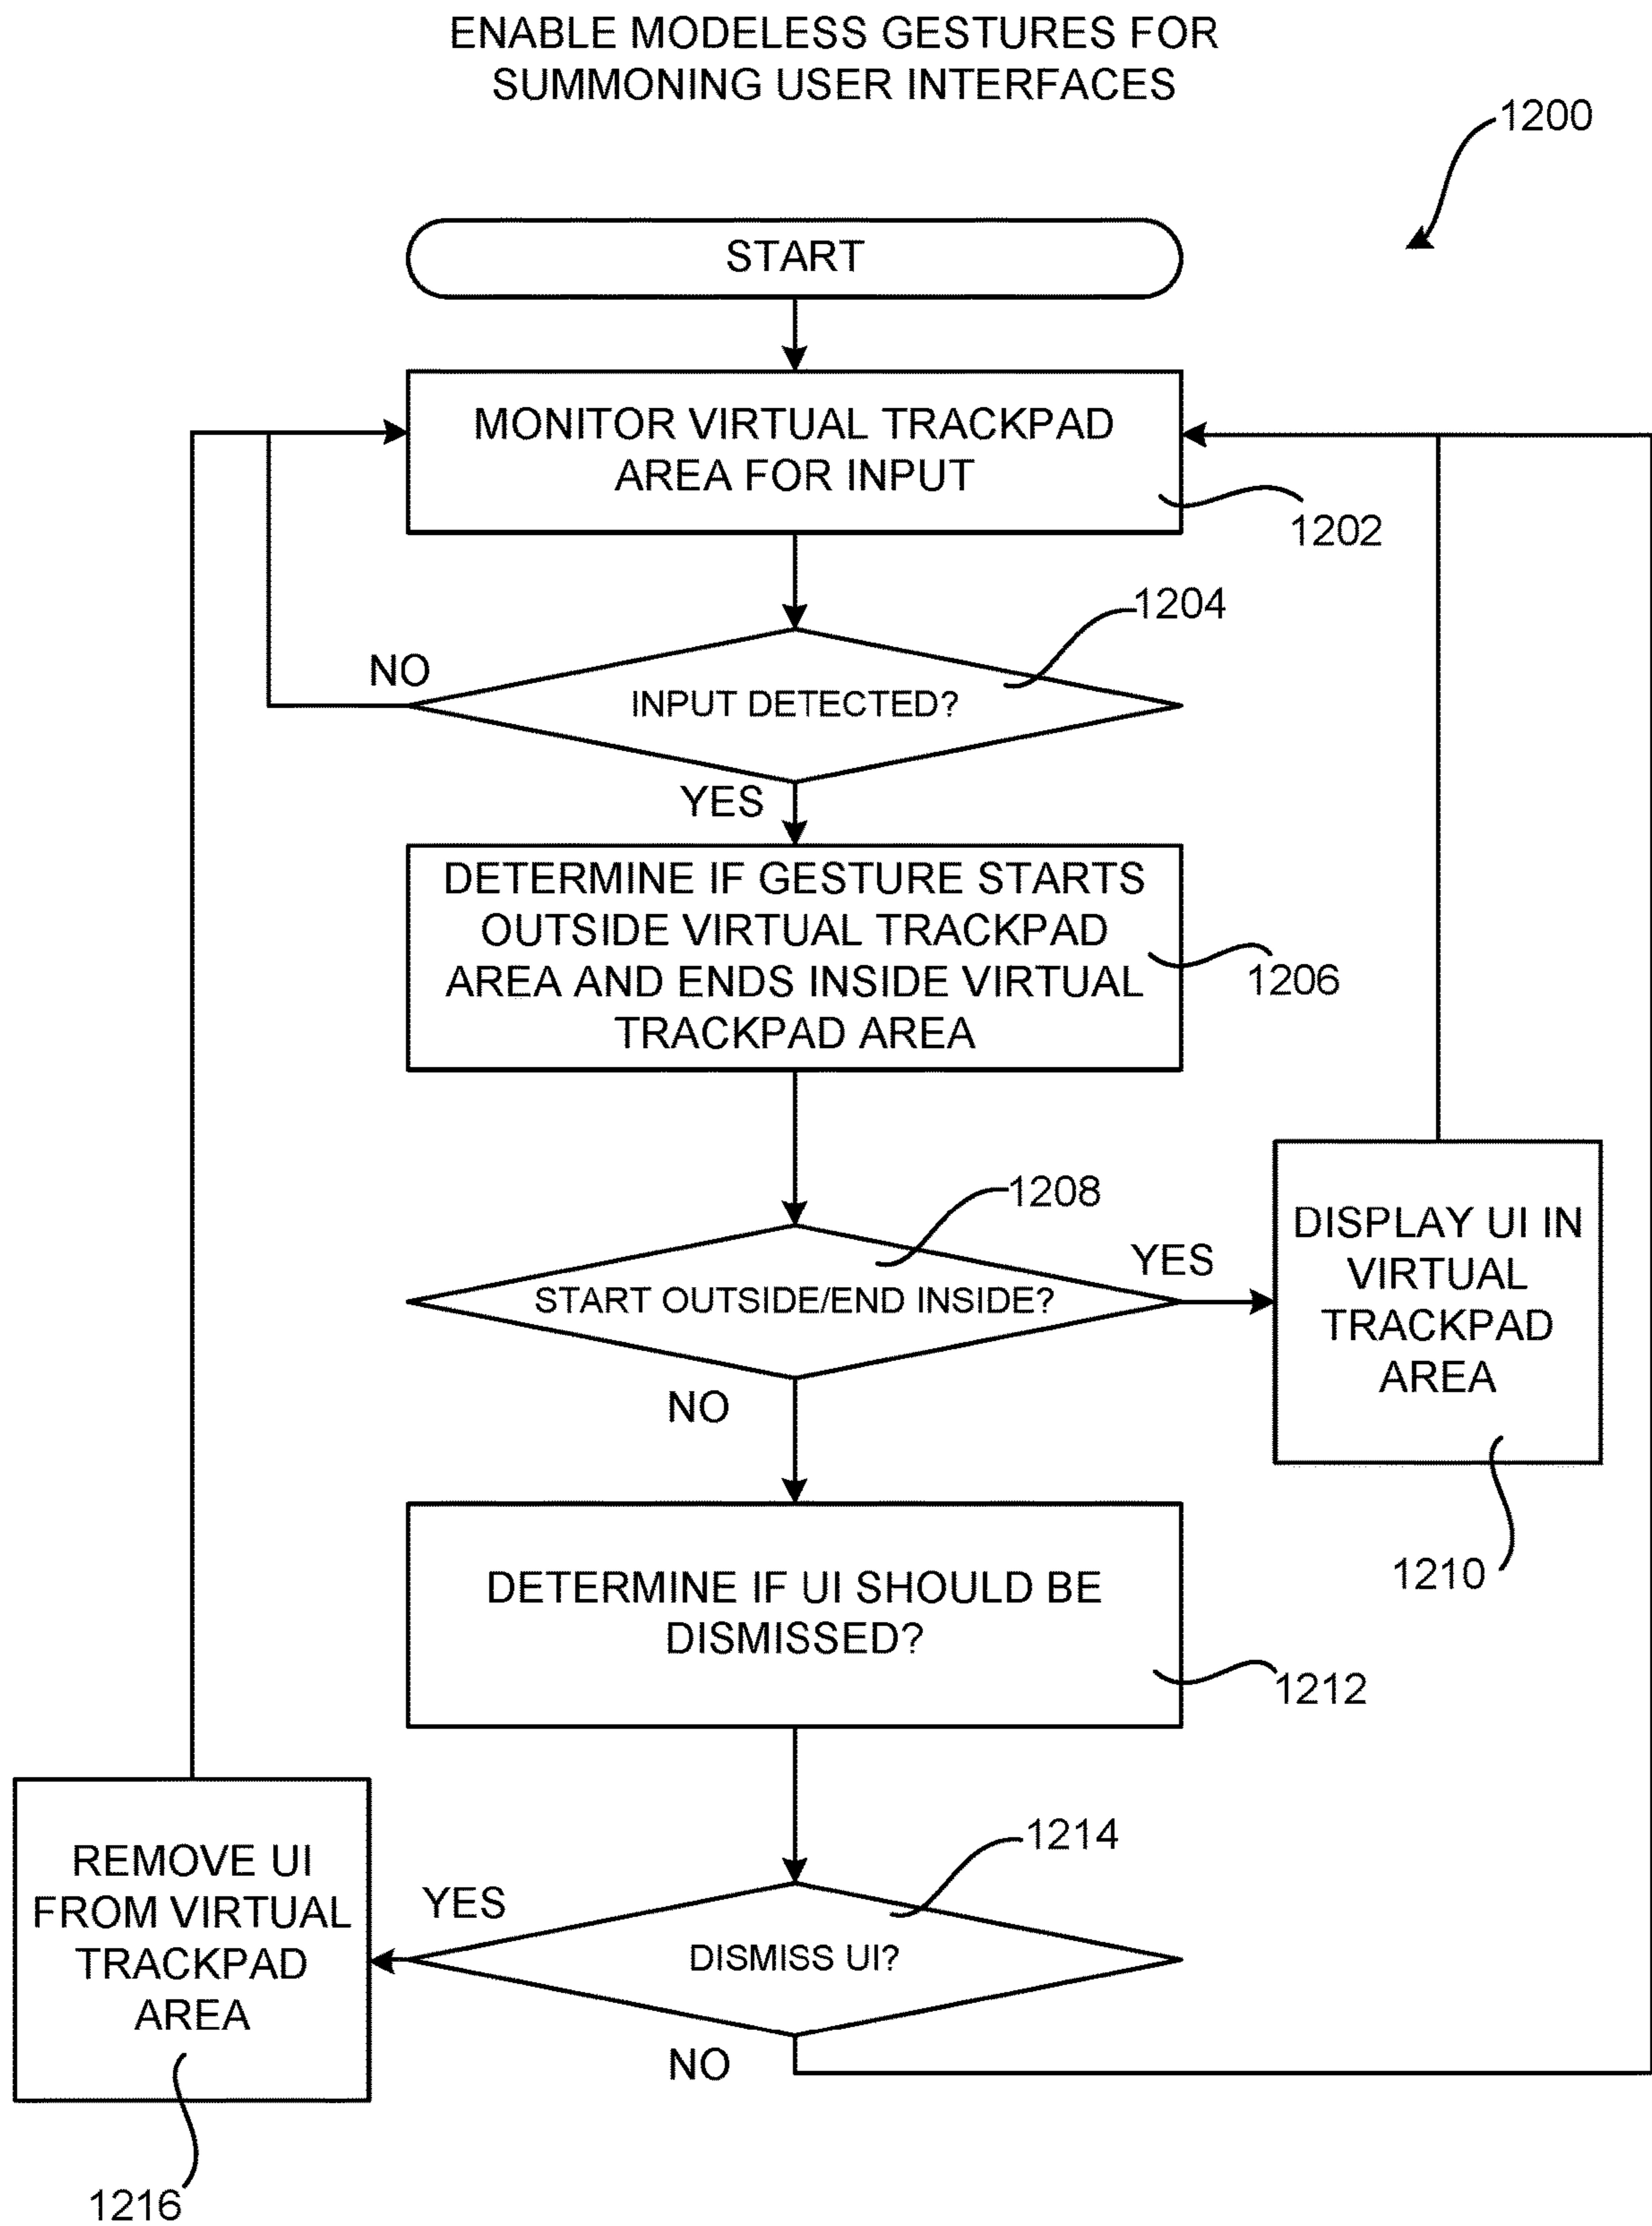 ENABLE MODELESS GESTURES FOR
SUMMONING USER INTERFACES
1200
START
MONITOR VIRTUAL TRACKPAD
AREA FOR INPUT
1202
1204
NO
INPUT DETECTED?
YES
DETERMINE IF GESTURE STARTS
OUTSIDE VIRTUAL TRACKPAD
AREA AND ENDS INSIDE VIRTUAL
TRACKPAD AREA
1206
1208
YES
START OUTSIDE/END INSIDE?
NO
DISPLAY UI IN
VIRTUAL
TRACKPAD
AREA
1210
DETERMINE IF UI SHOULD BE
DISMISSED?
1212
1214
YES
DISMISS UI?
NO
REMOVE UI
FROM VIRTUAL
TRACKPAD
AREA
1216